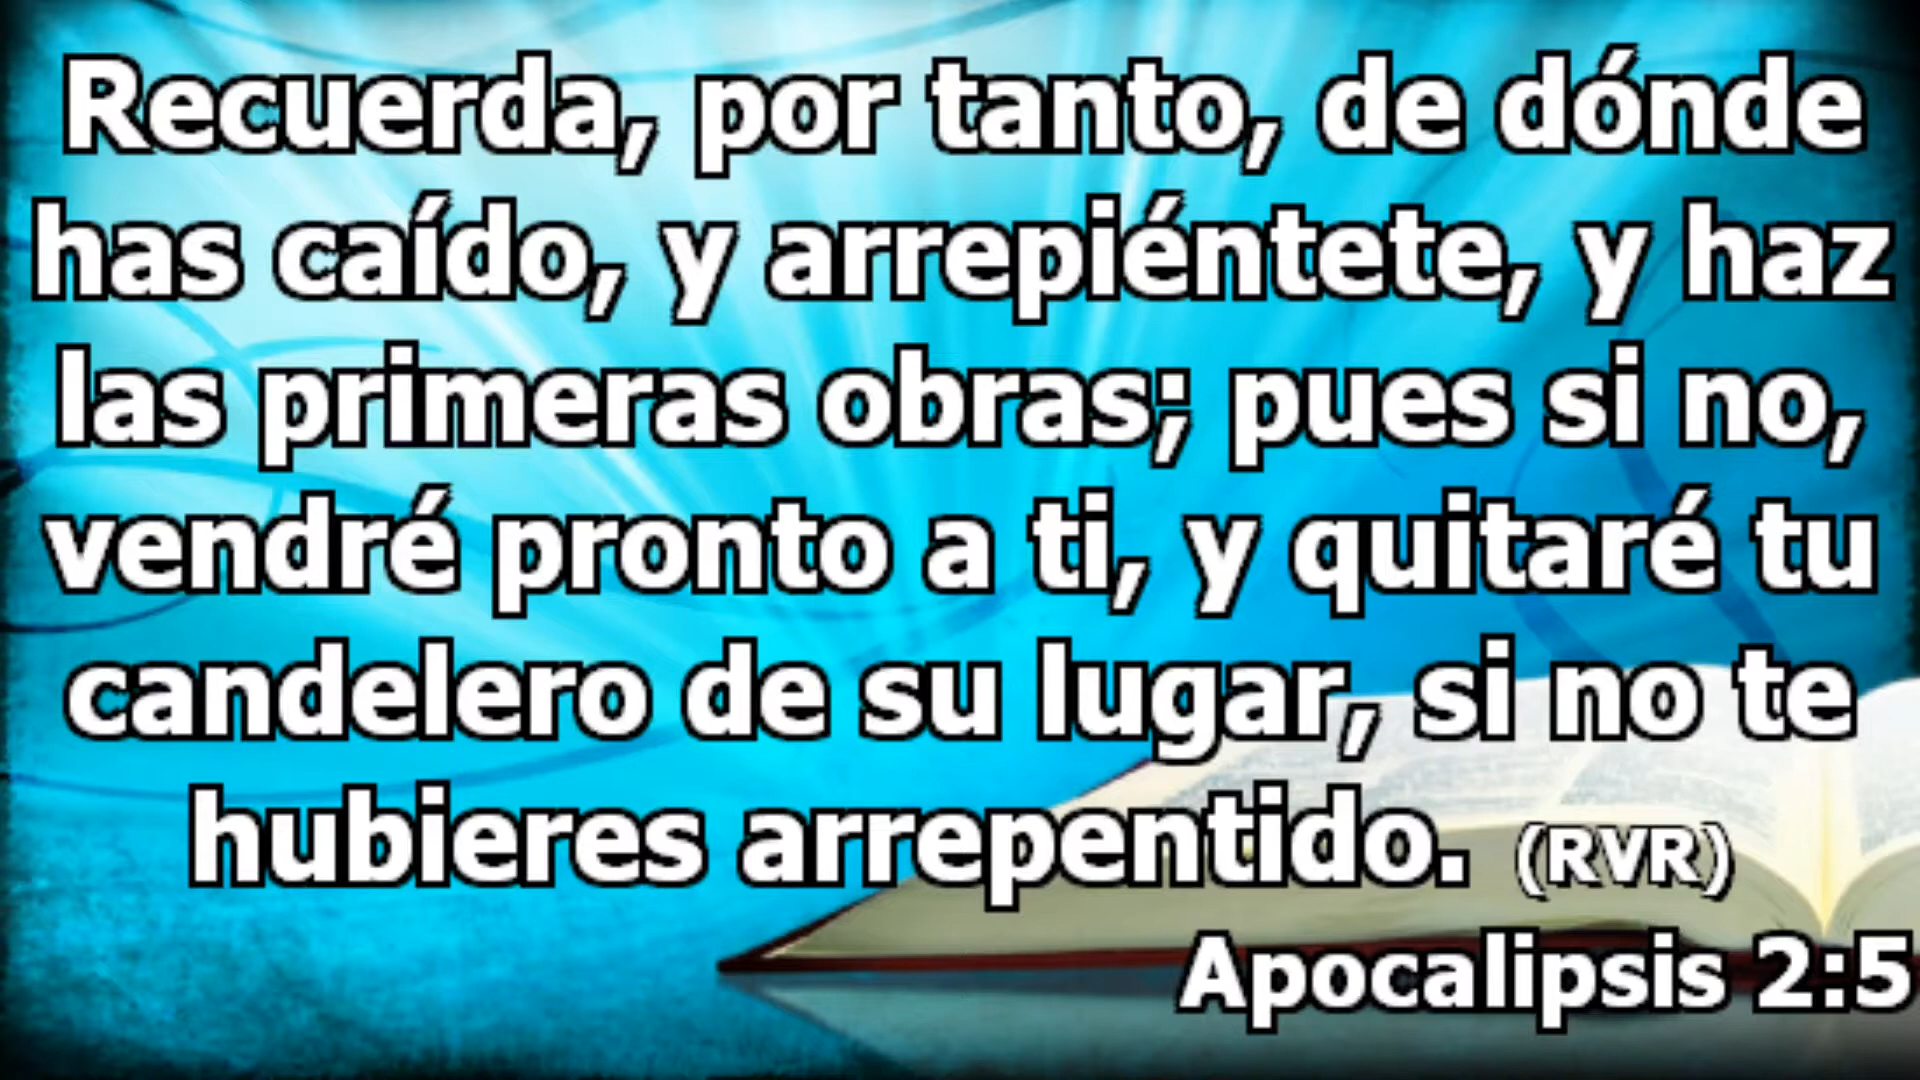 Recuerda, por tanto, de dónde
has caído, y arrepiéntete, y haz
las primeras obras; pues si no,
vendré pronto a ti, y quitaré tu
candelero de su lugar, si no te
hubieres arrepentido. (RVR)
Apocalipsis 2:5